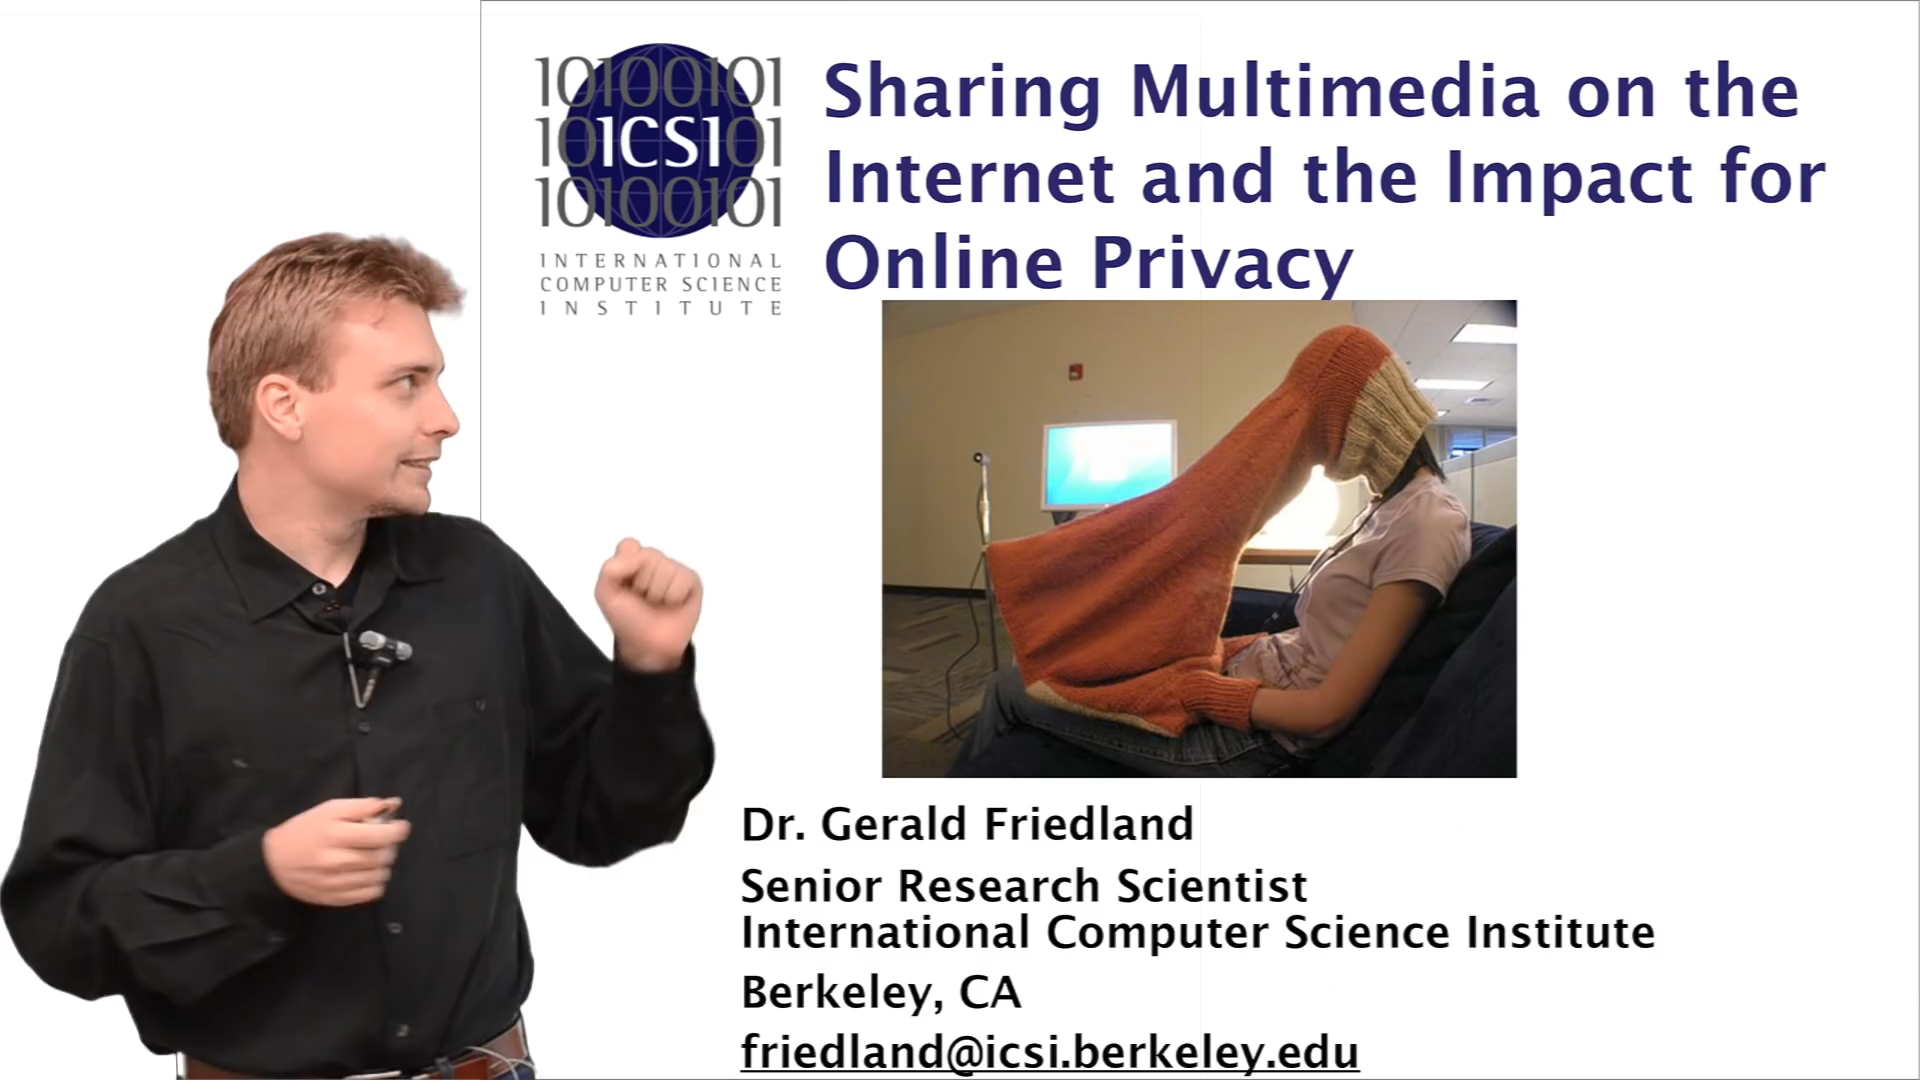 10100101
10ICSI01
10100101
INTERNATIONAL
COMPUTER SCIENCE
INSTITUTE
Sharing Multimedia on the
Internet and the Impact for
Online Privacy
Dr. Gerald Friedland
Senior Research Scientist
International Computer Science Institute
Berkeley, CA
friedland@icsi.berkeley.edu